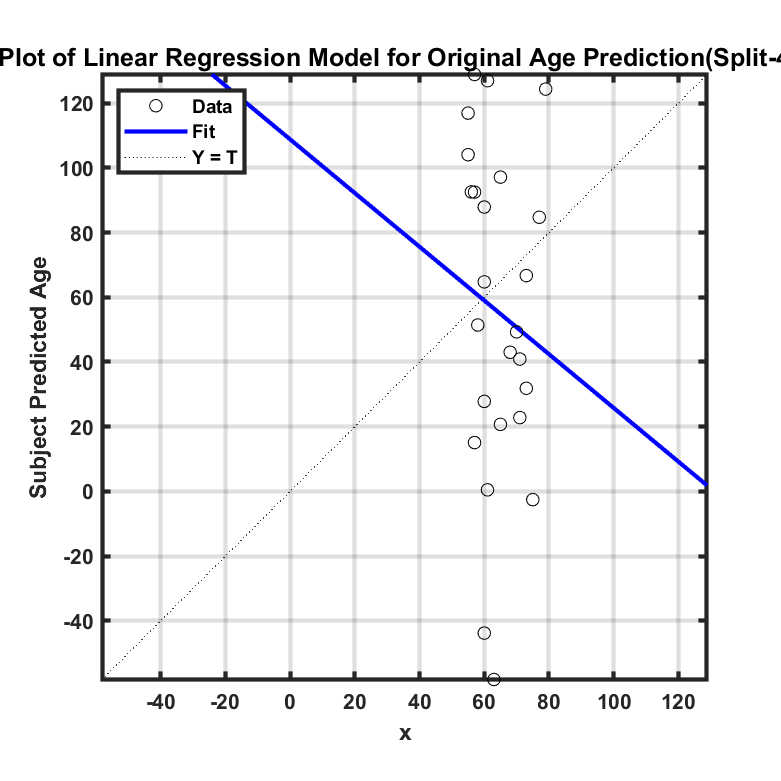 Plot of Linear Regression Model for Original Age Prediction(Split-4
Data
Fit
Y = T
120
100
80
60
40
20
0
-20
-40
Subject Predicted Age
-40 -20 0 20 40 60 80 100 120
x